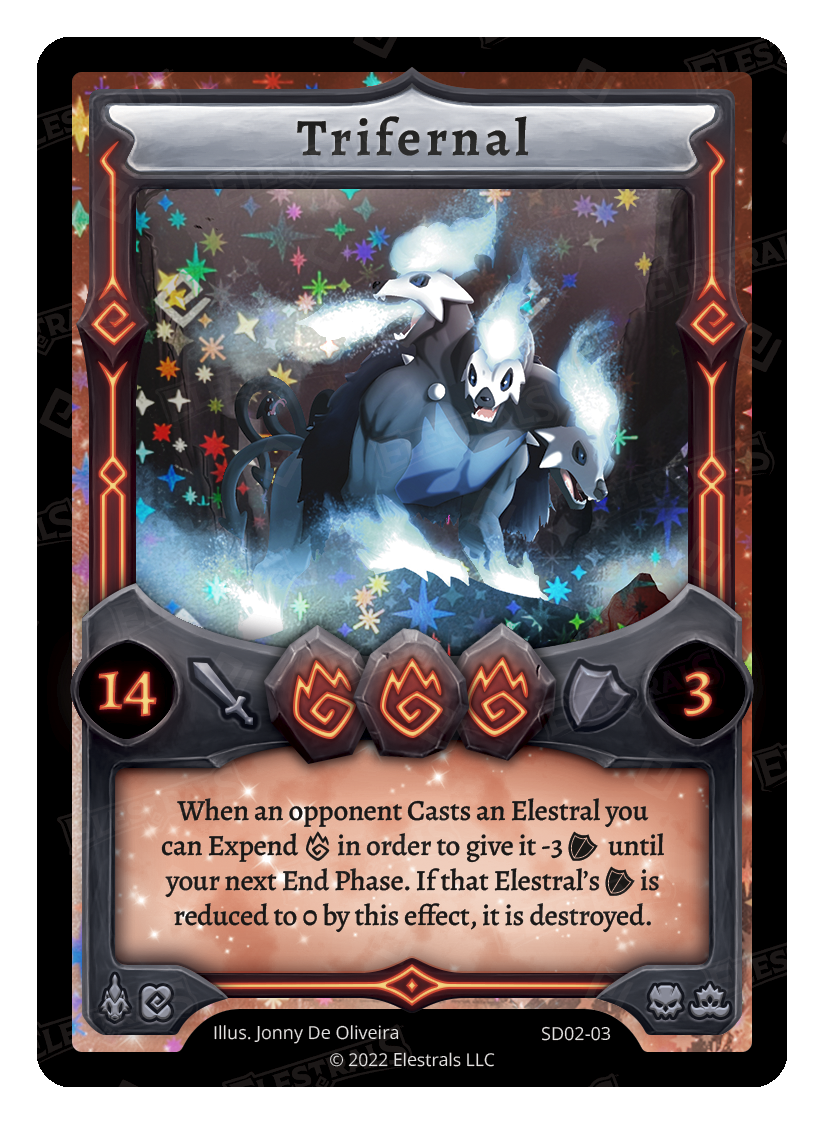 Trifernal
14
3
When an opponent Casts an Elestral you
can Expend in order to give it -3 until
your next End Phase. If that Elestral's is
reduced to 0 by this effect, it is destroyed.
Illus. Jonny De Oliveira SD02-03
© 2022 Elestrals LLC